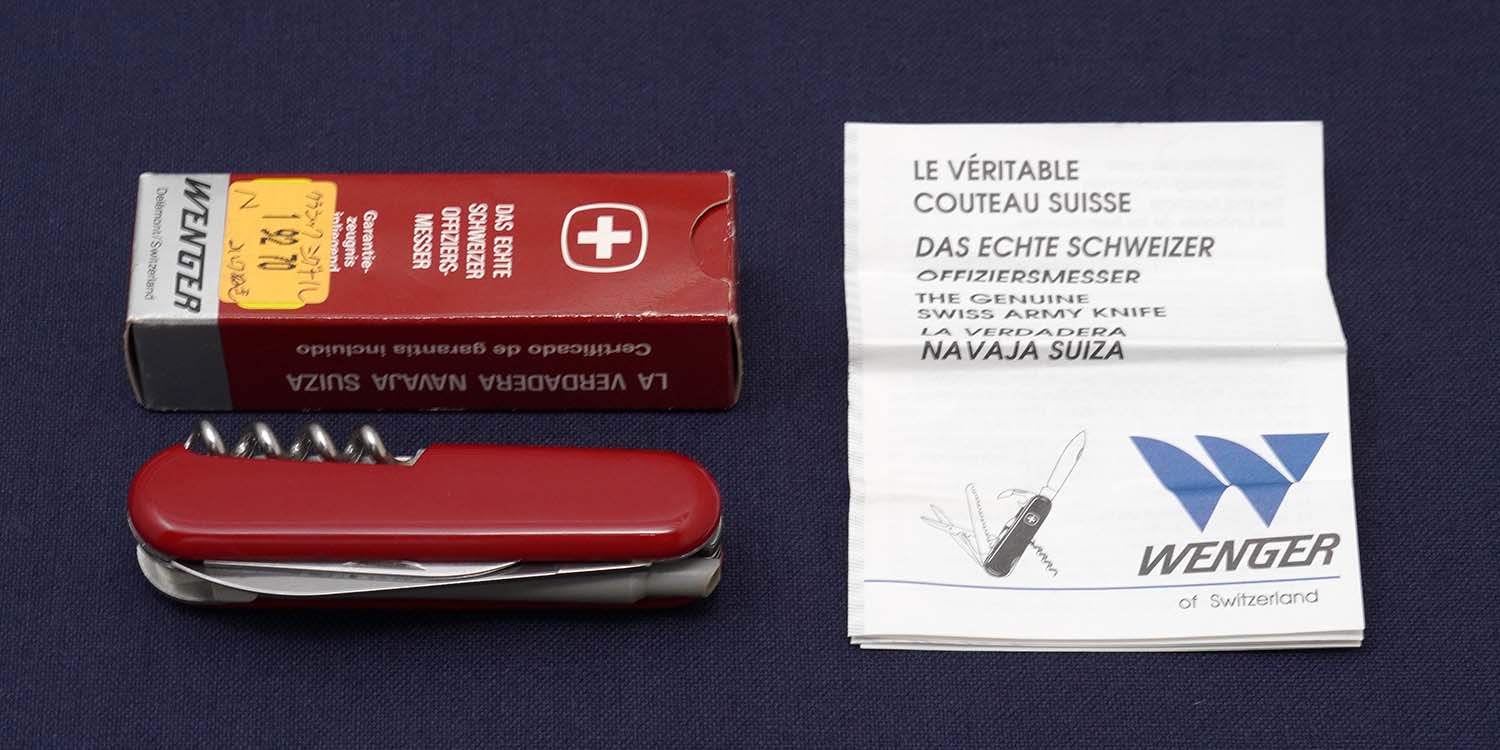 WENGER
Delémont/Switzerland
1 92 70
Garantie-
zeugnis
inliegend
DAS ECHTE
SCHWEIZER
OFFIZIERS-
MESSER
LA VERDADERA NAVAJA SUIZA
Certificado de garantía incluido
LE VÉRITABLE
COUTEAU SUISSE
DAS ECHTE SCHWEIZER
OFFIZIERSMESSER
THE GENUINE
SWISS ARMY KNIFE
LA VERDADERA
NAVAJA SUIZA
WENGER
of Switzerland